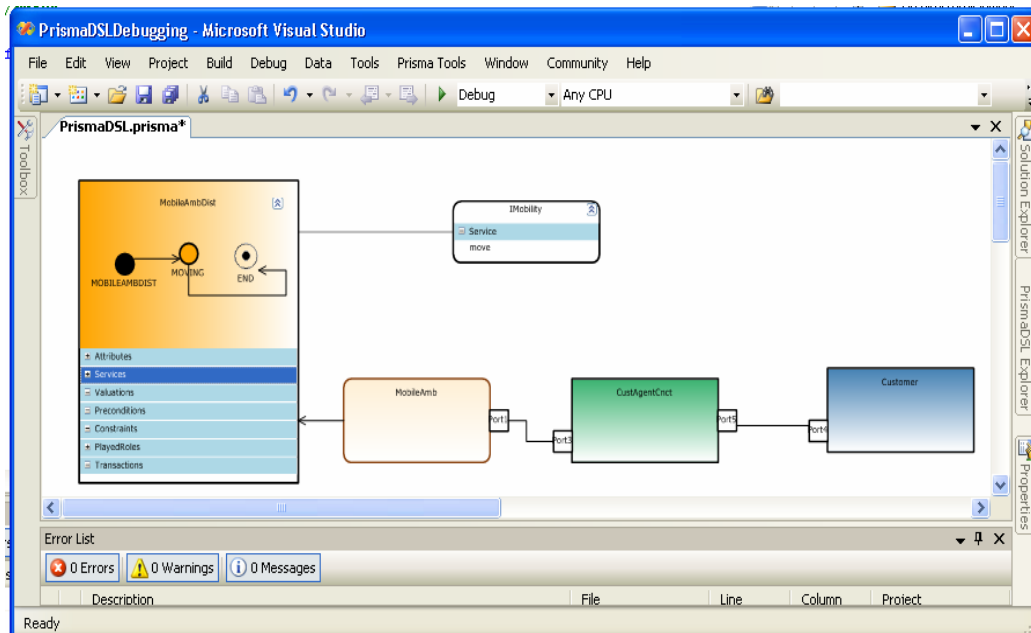 PrismaDSLDebugging - Microsoft Visual Studio
File Edit View Project Build Debug Data Tools Prisma Tools Window Community Help
Debug Any CPU
Toolbox
PrismaDSL.prisma*
MobileAmbDist
MOBILEAMBDIST
MOVING
END
Attributes
Services
Valuations
Preconditions
Constraints
PlayedRoles
Transactions
IMobility
Service
move
MobileAmb
Port1
Port3
CustAgentCnct
Port5
Port4
Customer
Solution Explorer
PrismaDSL Explorer
Properties
Error List
0 Errors 0 Warnings 0 Messages
Description File Line Column Project
Ready